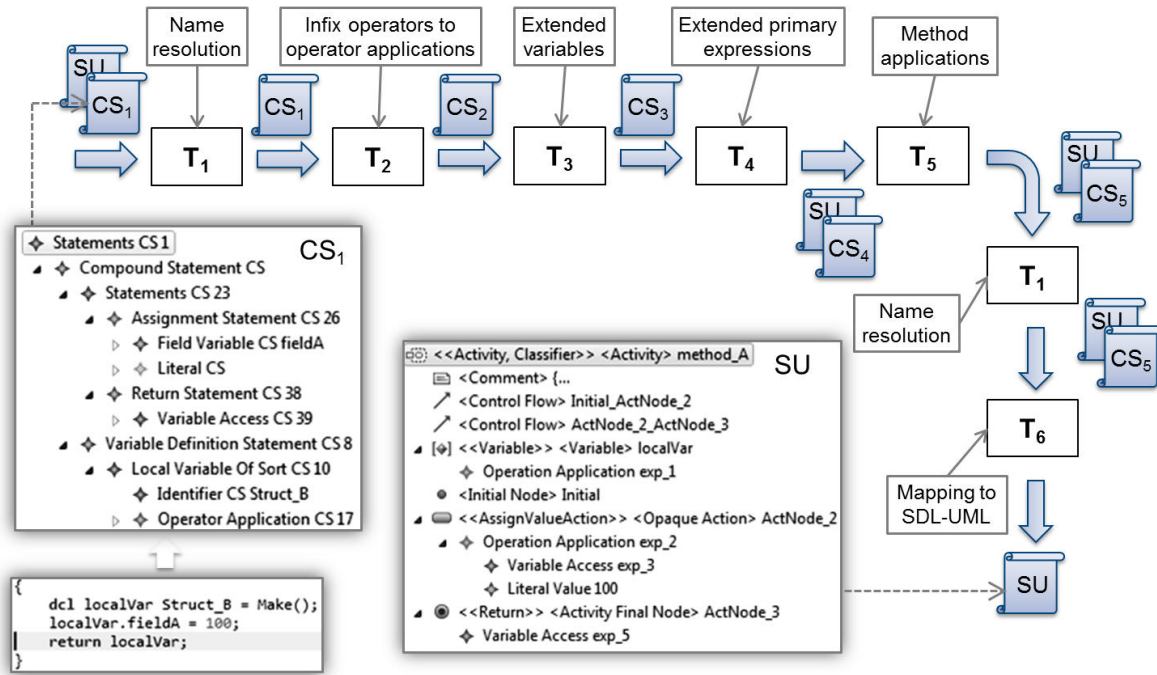 Name
resolution
Infix operators to
operator applications
Extended
variables
Extended primary
expressions
Method
applications
SU
CS1
CS1
CS2
CS3
T1
T2
T3
T4
T5
SU
CS4
SU
CS5
T1
Name
resolution
SU
CS5
T6
Mapping to
SDL-UML
SU
Statements CS 1
CS1
Compound Statement CS
Statements CS 23
Assignment Statement CS 26
Field Variable CS fieldA
Literal CS
Return Statement CS 38
Variable Access CS 39
Variable Definition Statement CS 8
Local Variable Of Sort CS 10
Identifier CS Struct_B
Operator Application CS 17
{
dcl localVar Struct_B = Make();
localVar.fieldA = 100;
return localVar;
}
<<Activity, Classifier>> <Activity> method_A
SU
<Comment> {...
<Control Flow> Initial_ActNode_2
<Control Flow> ActNode_2_ActNode_3
<<Variable>> <Variable> localVar
Operation Application exp_1
<Initial Node> Initial
<<AssignValueAction>> <Opaque Action> ActNode_2
Operation Application exp_2
Variable Access exp_3
Literal Value 100
<<Return>> <Activity Final Node> ActNode_3
Variable Access exp_5